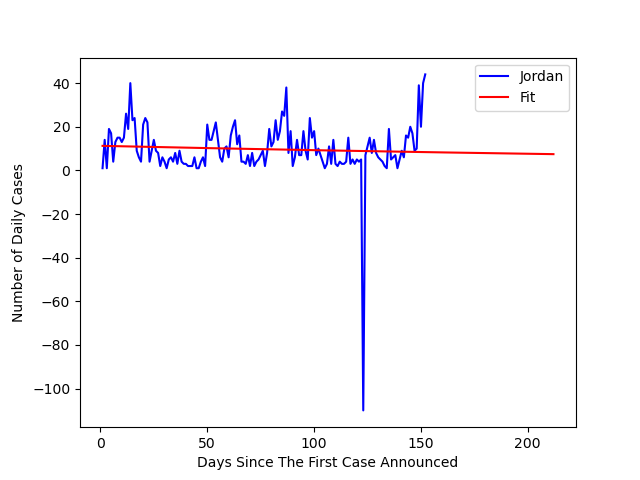 Jordan
Fit
40
20
0
−20
−40
−60
−80
−100
Number of Daily Cases
0 50 100 150 200
Days Since The First Case Announced